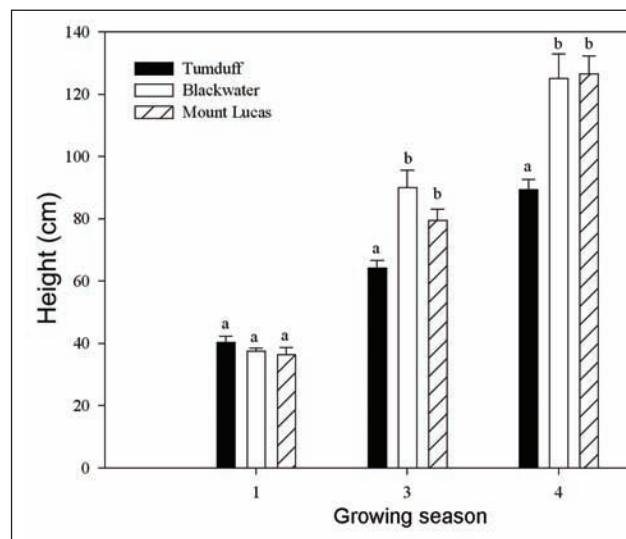 140
120
100
80
60
40
20
0
Height (cm)
Tumduff
Blackwater
Mount Lucas
a a a
a b b
a b b
1 3 4
Growing season